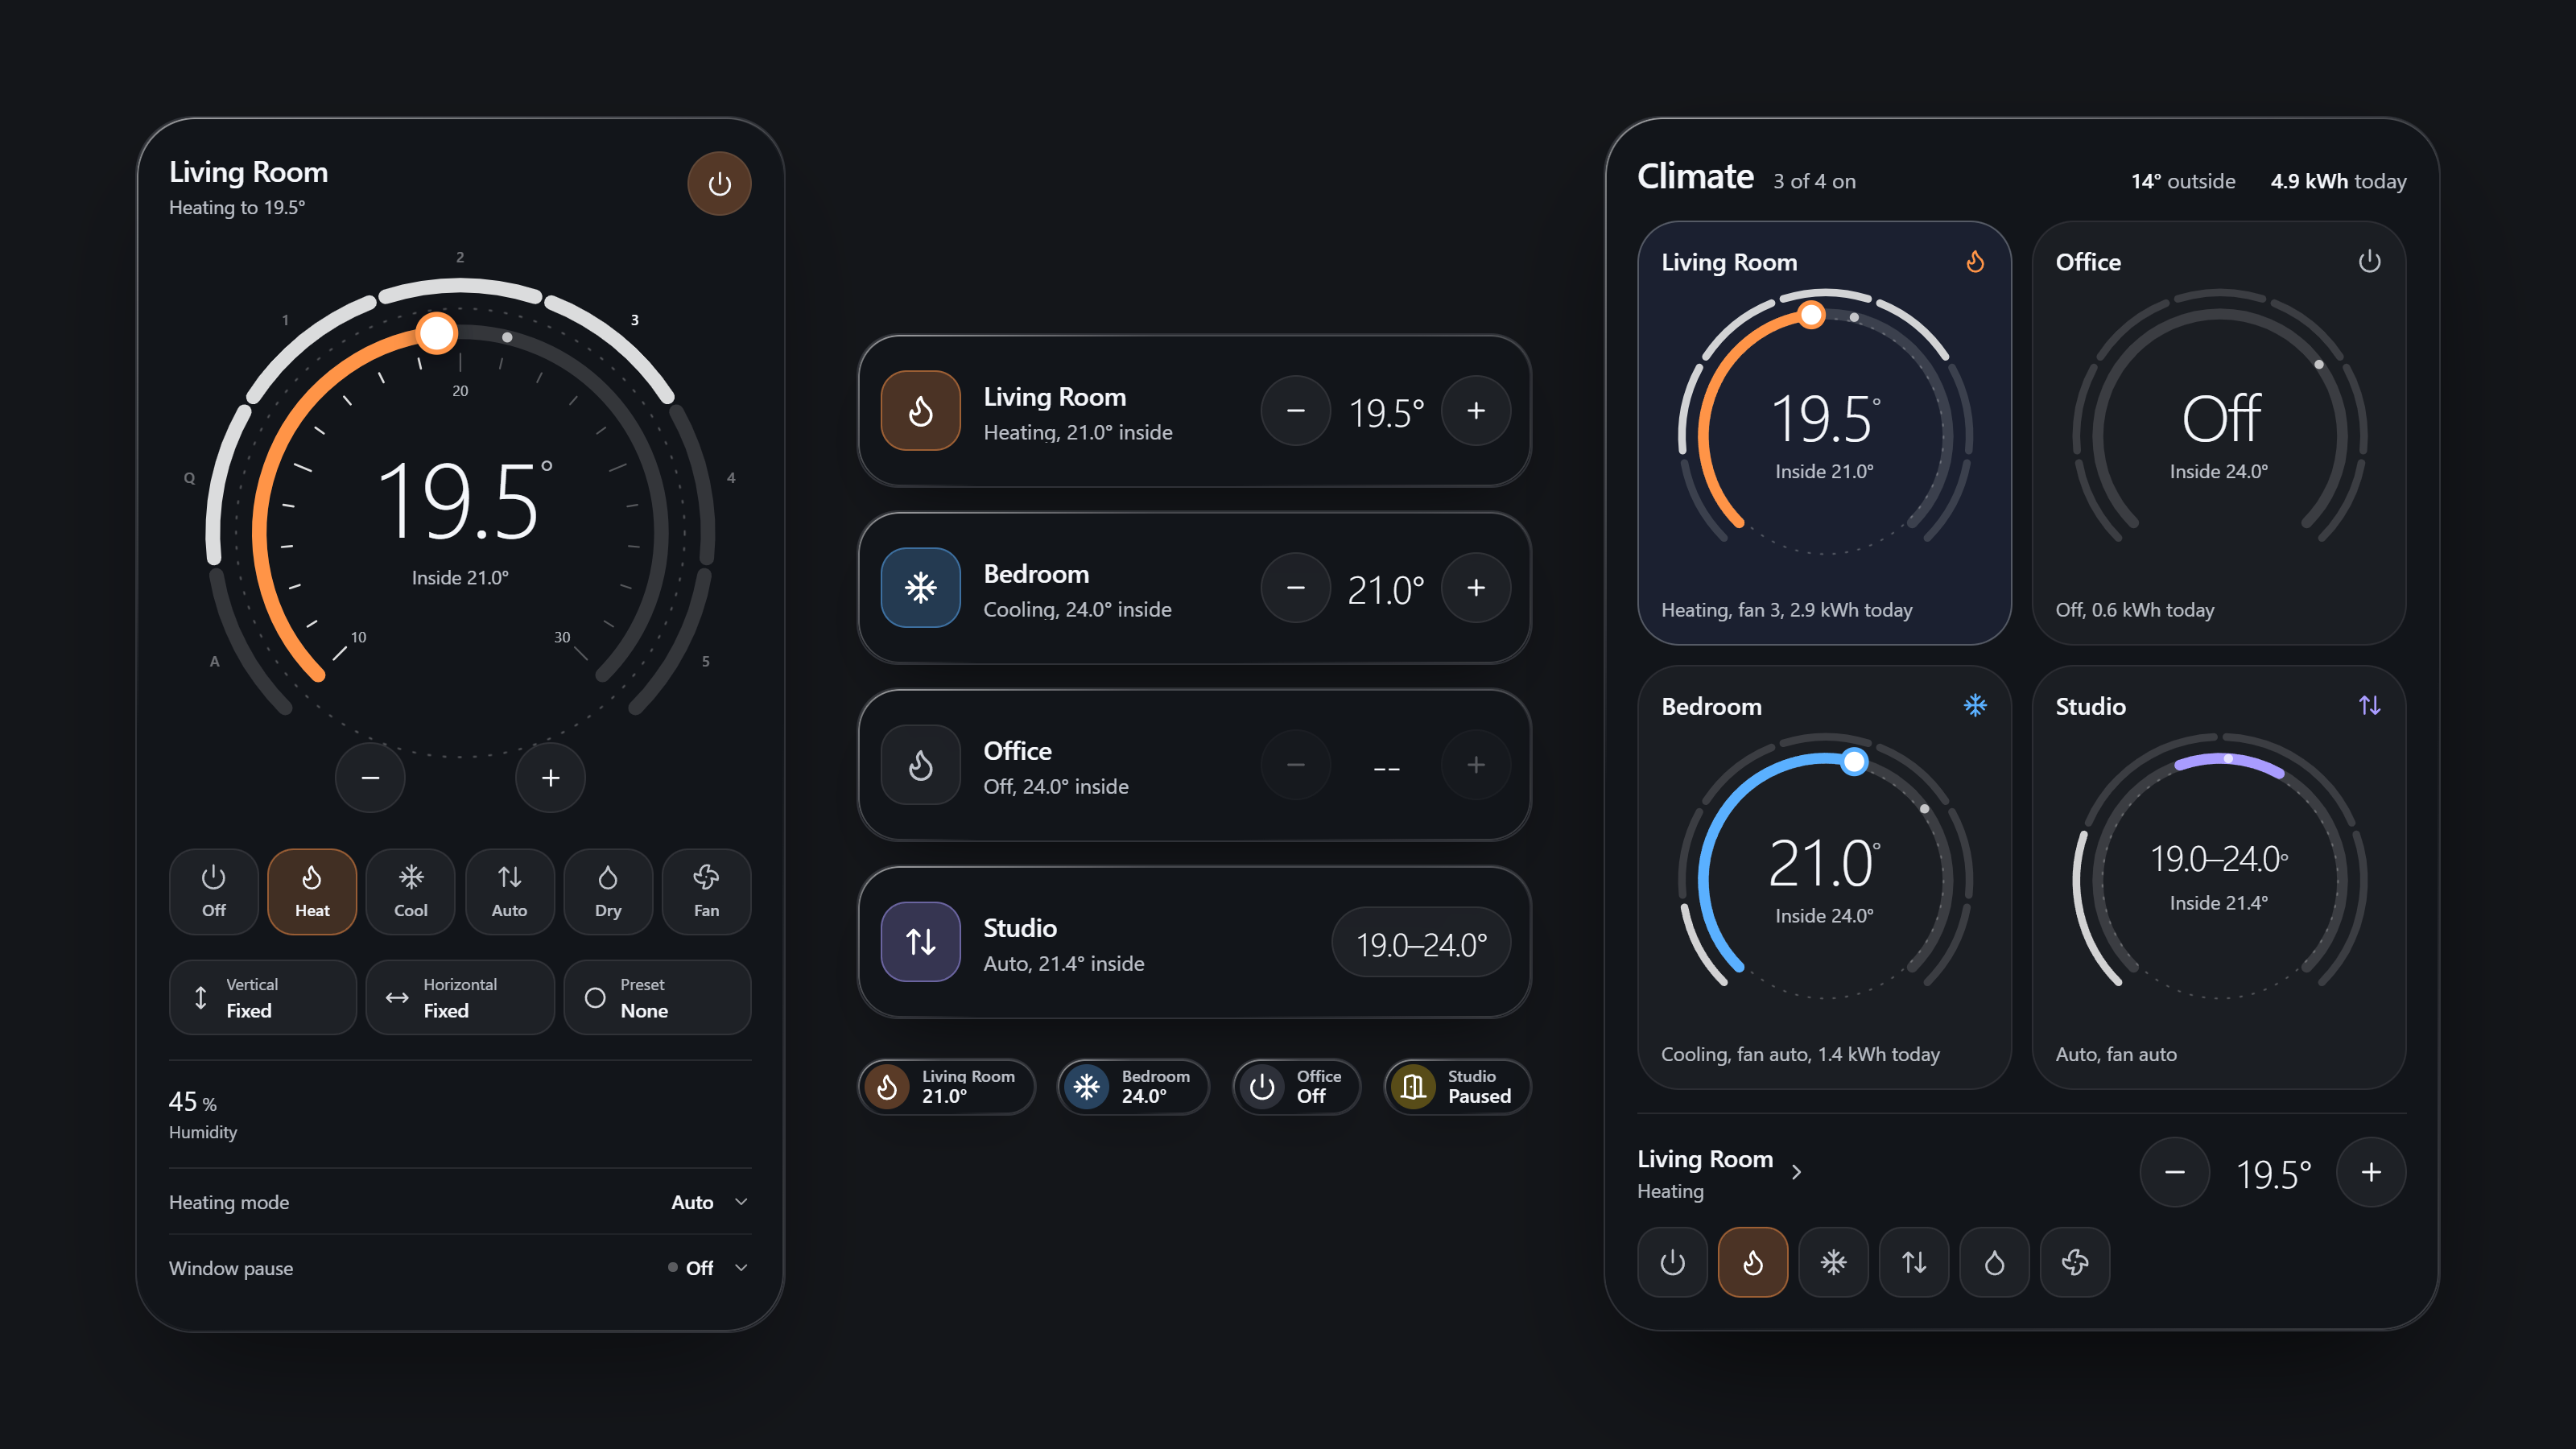 Living Room
Heating to 19.5°
2
1
3
20
Q
4
19.5°
Inside 21.0°
10
30
A
5
Off
Heat
Cool
Auto
Dry
Fan
Vertical
Fixed
Horizontal
Fixed
Preset
None
45 %
Humidity
Heating mode
Auto
Window pause
Off
Living Room
Heating, 21.0° inside
19.5°
Bedroom
Cooling, 24.0° inside
21.0°
Office
Off, 24.0° inside
--
Studio
Auto, 21.4° inside
19.0–24.0°
Living Room
21.0°
Bedroom
24.0°
Office
Off
Studio
Paused
Climate 3 of 4 on
14° outside
4.9 kWh today
Living Room
19.5°
Inside 21.0°
Heating, fan 3, 2.9 kWh today
Office
Off
Inside 24.0°
Off, 0.6 kWh today
Bedroom
21.0°
Inside 24.0°
Cooling, fan auto, 1.4 kWh today
Studio
19.0–24.0°
Inside 21.4°
Auto, fan auto
Living Room
Heating
19.5°